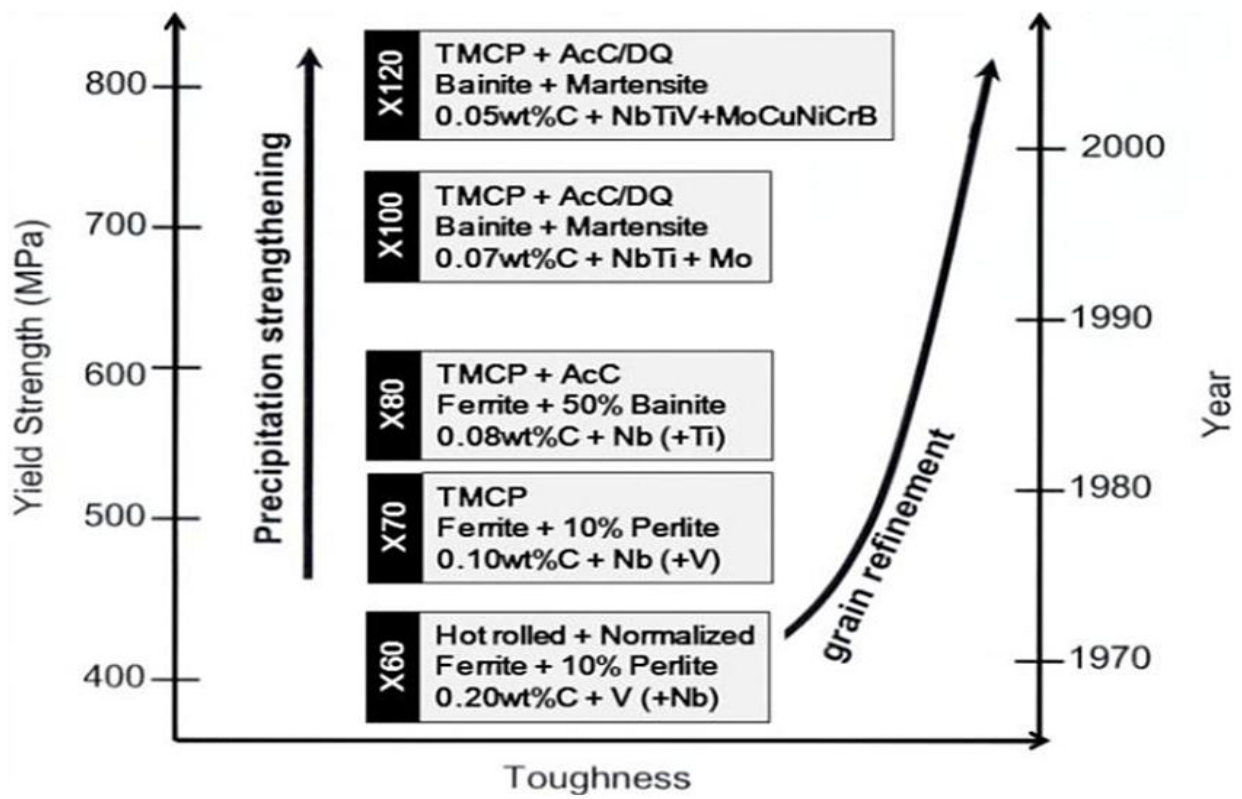 800
700
600
500
400
Yield Strength (MPa)
Precipitation strengthening
X120
TMCP + AcC/DQ
Bainite + Martensite
0.05wt%C + NbTiV+MoCuNiCrB
X100
TMCP + AcC/DQ
Bainite + Martensite
0.07wt%C + NbTi + Mo
X80
TMCP + AcC
Ferrite + 50% Bainite
0.08wt%C + Nb (+Ti)
X70
TMCP
Ferrite + 10% Perlite
0.10wt%C + Nb (+V)
X60
Hot rolled + Normalized
Ferrite + 10% Perlite
0.20wt%C + V (+Nb)
grain refinement
2000
1990
1980
1970
Year
Toughness